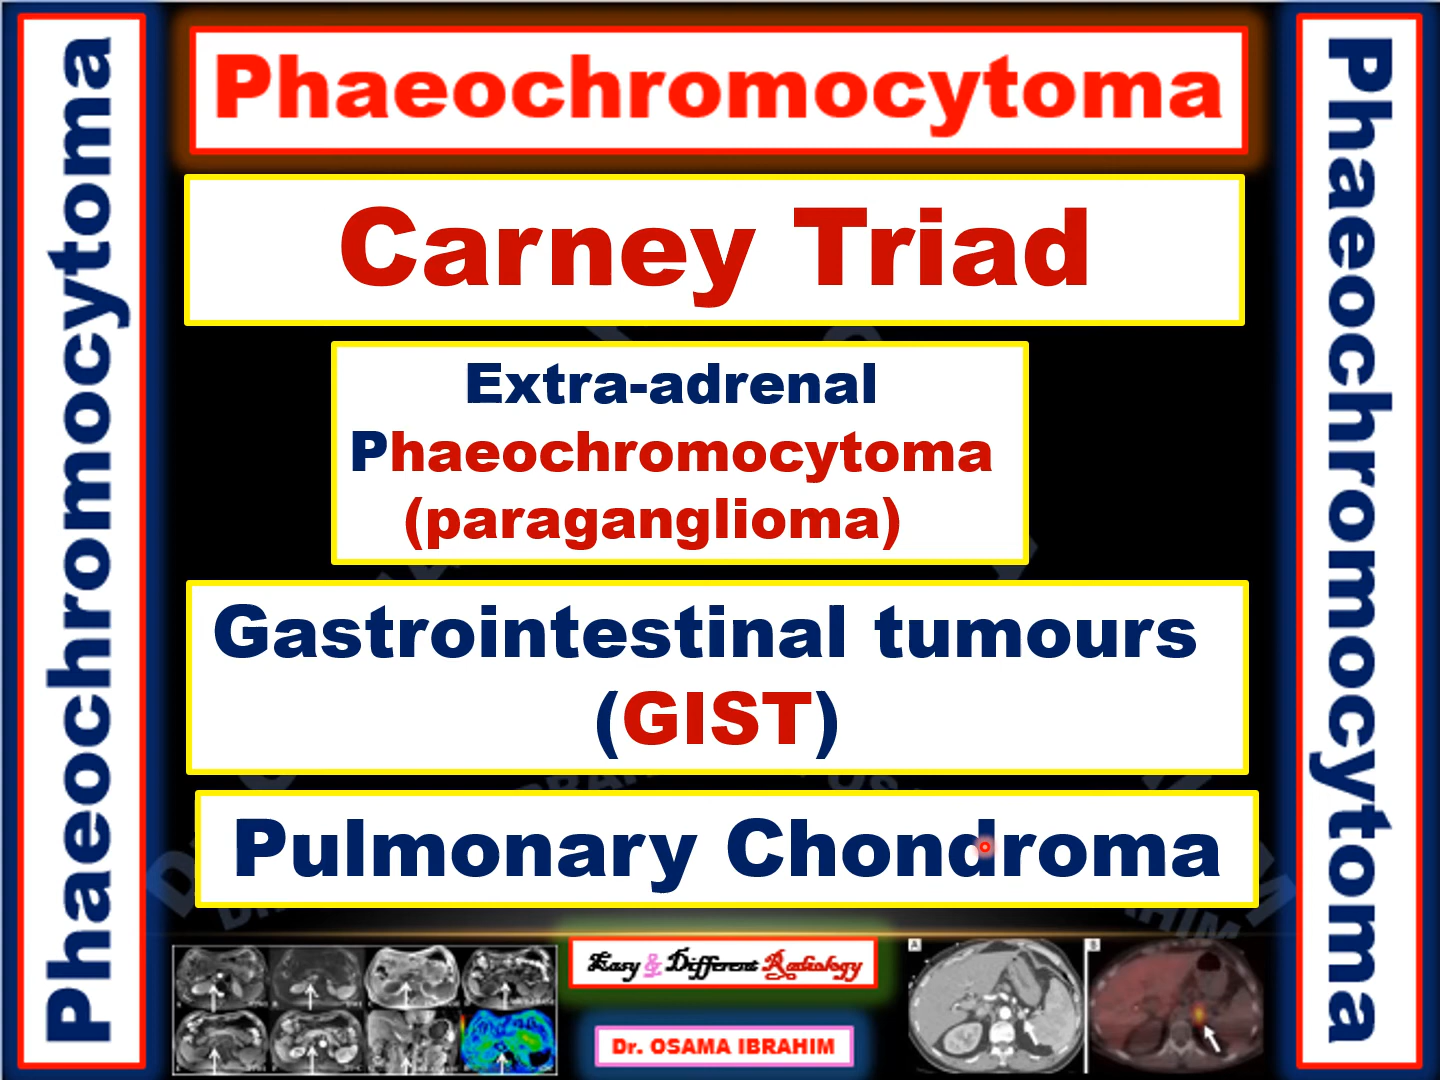 Phaeochromocytoma
Phaeochromocytoma
Carney Triad
Extra-adrenal
Phaeochromocytoma
(paraganglioma)
Gastrointestinal tumours
(GIST)
Pulmonary Chondroma
Easy & Different Radiology
Dr. OSAMA IBRAHIM
A
B
Phaeochromocytoma